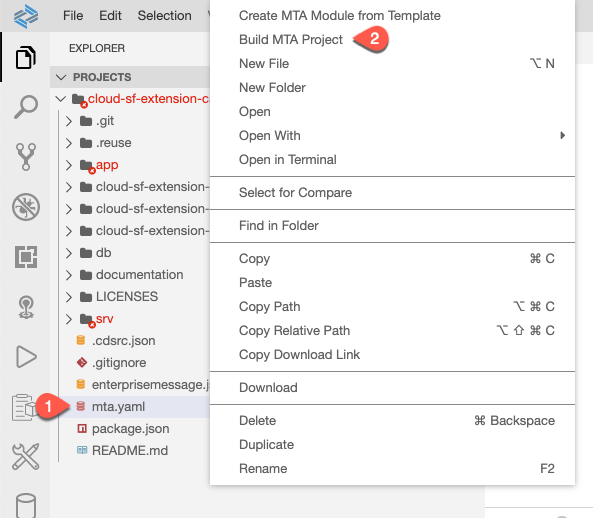 File Edit Selection
EXPLORER
PROJECTS
cloud-sf-extension-c
.git
.reuse
app
cloud-sf-extension-
cloud-sf-extension-
cloud-sf-extension-
db
documentation
LICENSES
srv
.cdsrc.json
.gitignore
enterprisemessage.j
1
mta.yaml
package.json
README.md
Create MTA Module from Template
Build MTA Project 2
New File ⌥ N
New Folder
Open
Open With
Open in Terminal
Select for Compare
Find in Folder
Copy ⌘ C
Paste
Copy Path ⌥ ⌘ C
Copy Relative Path ⌥ ⇧ ⌘ C
Copy Download Link
Download
Delete ⌘ Backspace
Duplicate
Rename F2